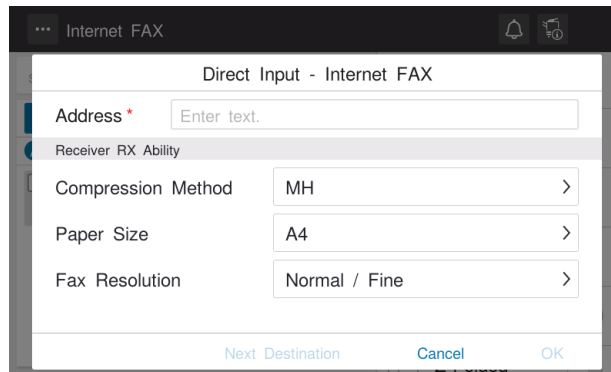 Internet FAX
Direct Input - Internet FAX
Address * Enter text.
Receiver RX Ability
Compression Method MH
Paper Size A4
Fax Resolution Normal / Fine
Next Destination Cancel OK